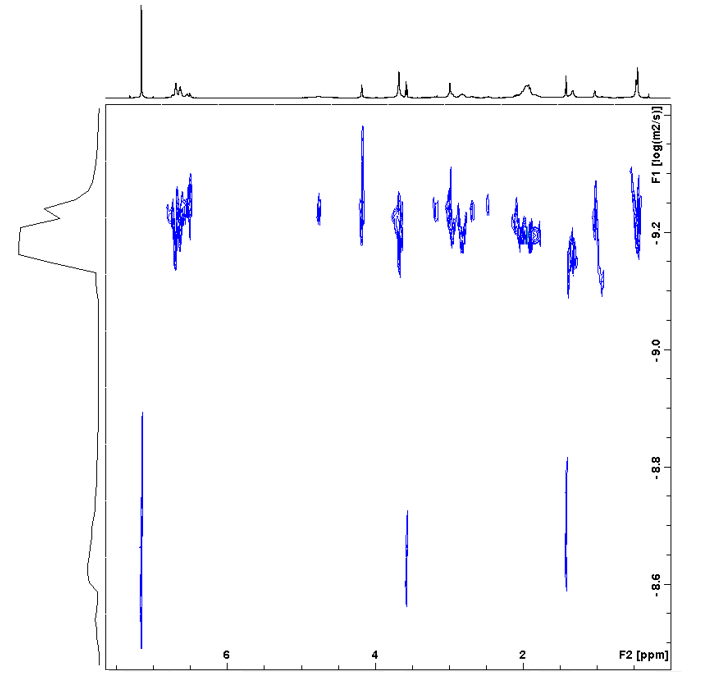 F1 [log(m2/s)]
- 9.2
- 9.0
- 8.8
- 8.6
6 4 2 F2 [ppm]